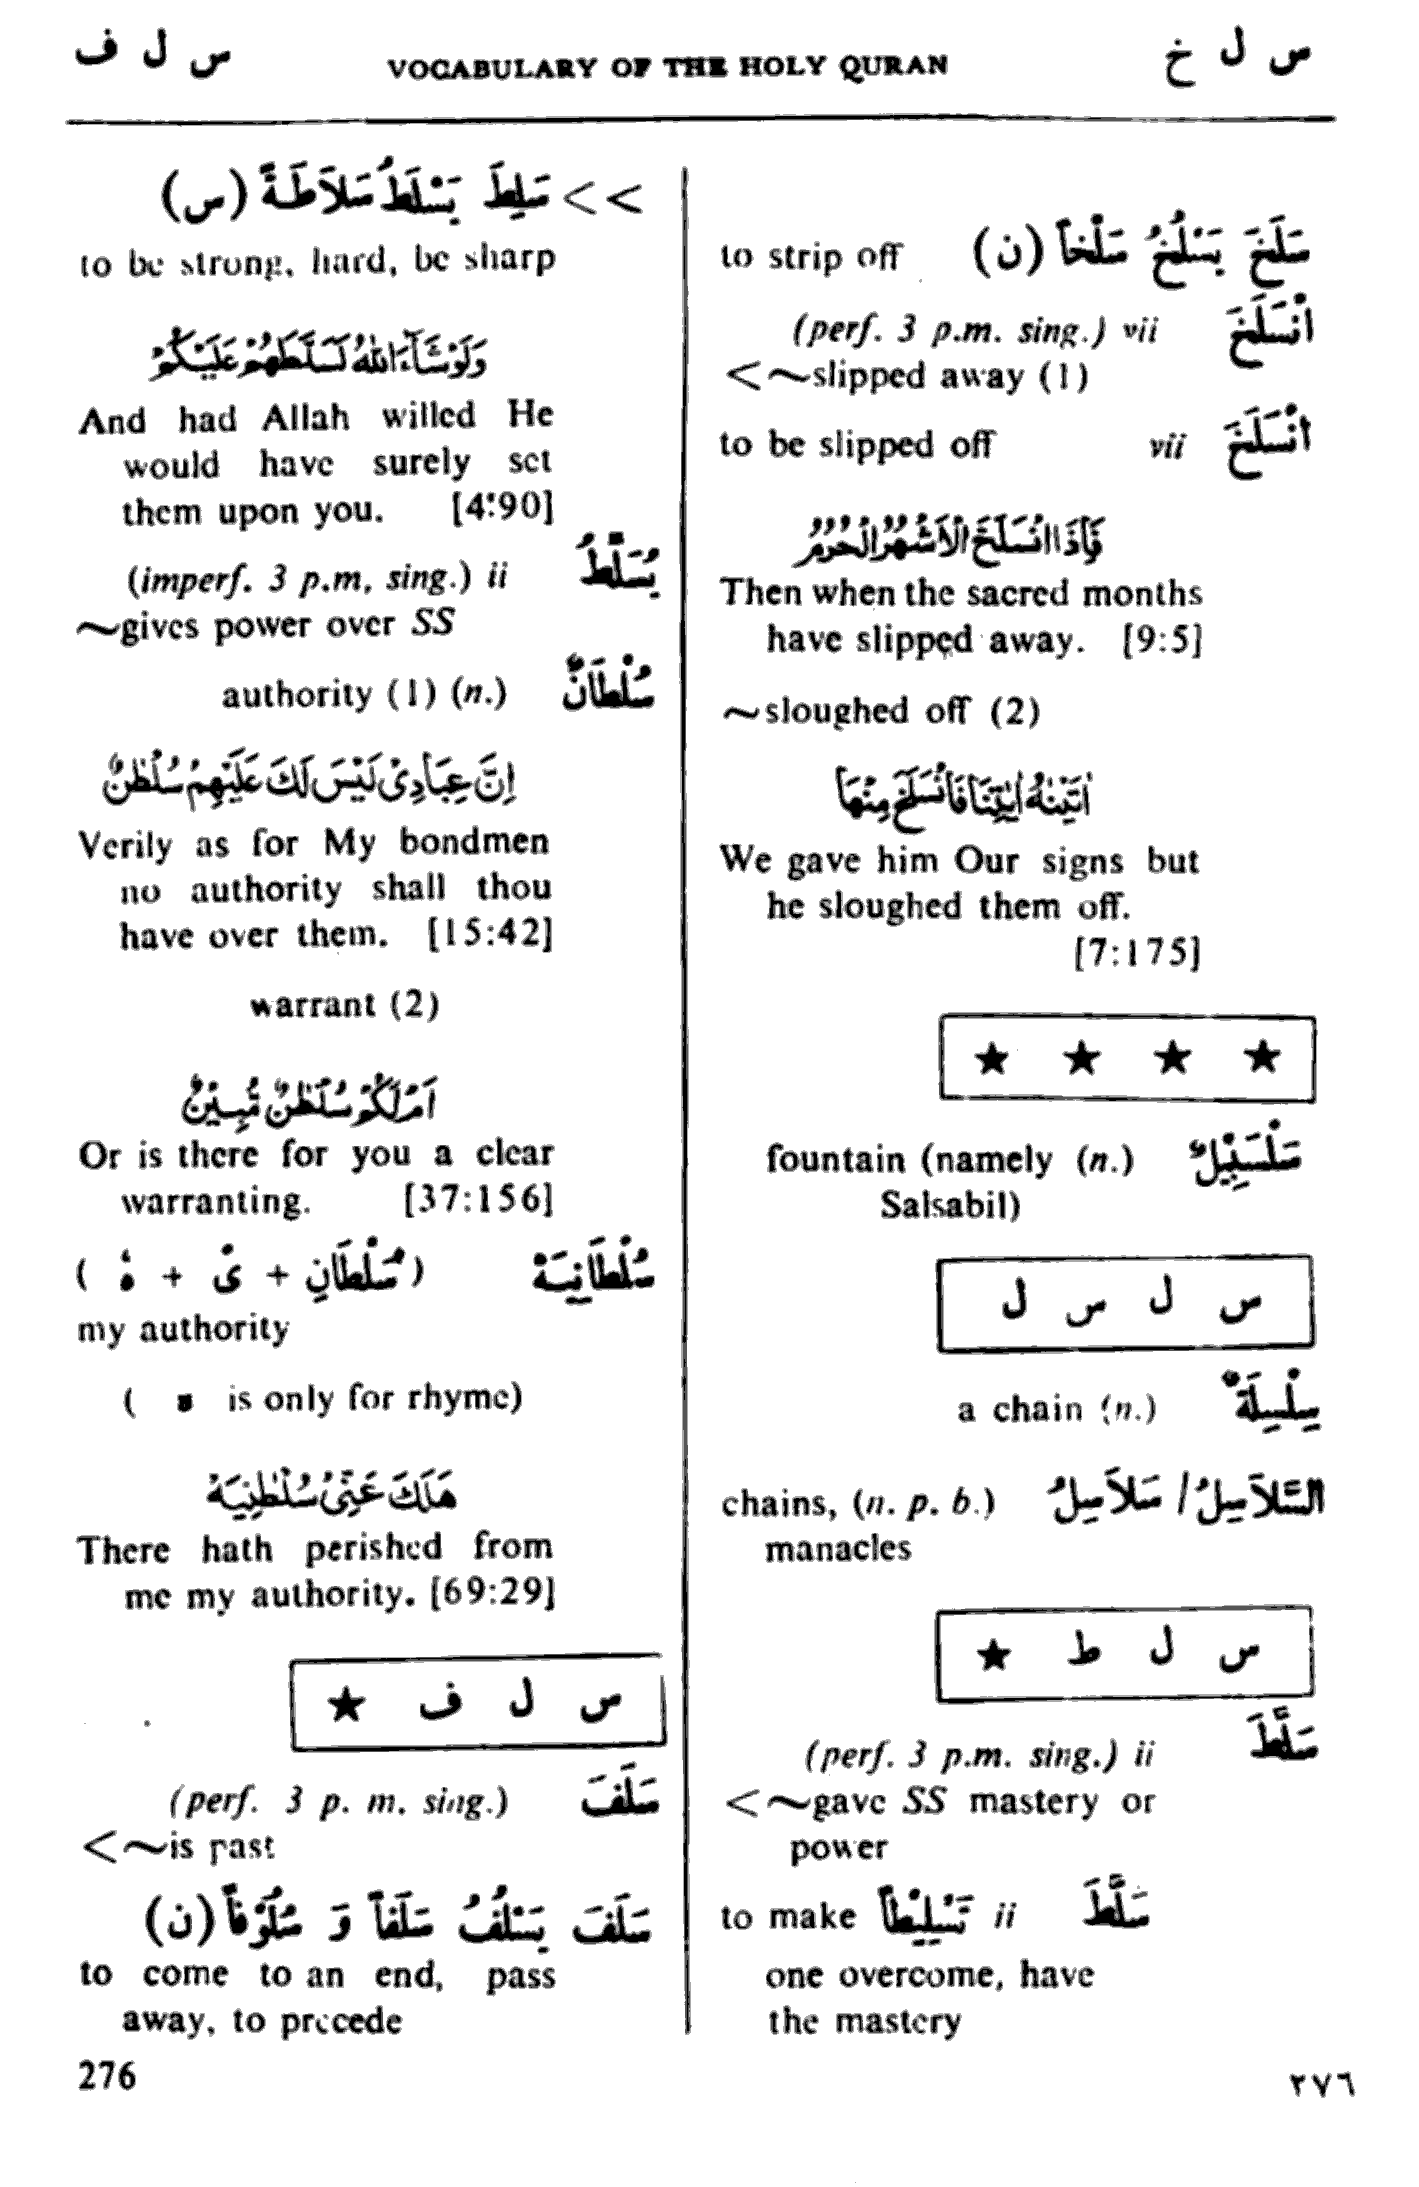 س ل خ VOCABULARY OF THE HOLY QURAN س ل ف
سَلَخَ يَسْلُخُ سَلْخاً (ن) to strip off
اِنْسَلَخَ (perf. 3 p.m. sing.) vii
<~slipped away (1)
اِنْسَلَخَ vii to be slipped off
فَإِذَا انْسَلَخَ الْأَشْهُرُ الْحُرُمُ
Then when the sacred months
have slipped away. [9:5]
~sloughed off (2)
اٰتَيْنٰهُ اٰيٰتِنَا فَانْسَلَخَ مِنْهَا
We gave him Our signs but
he sloughed them off.
[7:175]
★ ★ ★ ★
سَلْسَبِيْلٌ fountain (namely (n.)
Salsabil)
س ل س ل
سِلْسِلَةٌ a chain (n.)
السَّلاَسِلُ / سَلاَسِلُ chains, (n. p. b.)
manacles
س ل ط ★
سَلَّطَ (perf. 3 p.m. sing.) ii
<~gave SS mastery or
power
سَلَّطَ ii تَسْلِيْطاً to make
one overcome, have
the mastery
<< سَلِطَ يَسْلَطُ سَلاَطَةً (س)
to be strong, hard, be sharp
وَلَوْ شَآءَ اللّٰهُ لَسَلَّطَهُمْ عَلَيْكُمْ
And had Allah willed He
would have surely set
them upon you. [4:90]
يُسَلِّطُ (imperf. 3 p.m, sing.) ii
~gives power over SS
سُلْطَانٌ authority (1) (n.)
اِنَّ عِبَادِىْ لَيْسَ لَكَ عَلَيْهِمْ سُلْطٰنٌ
Verily as for My bondmen
no authority shall thou
have over them. [15:42]
warrant (2)
اَمْ لَكُمْ سُلْطٰنٌ مُّبِيْنٌ
Or is there for you a clear
warranting. [37:156]
سُلْطَانِيَهْ (سُلْطَانِ + ىْ + هْ)
my authority
( ه is only for rhyme)
هَلَكَ عَنِّىْ سُلْطٰنِيَهْ
There hath perished from
me my authority. [69:29]
س ل ف ★
سَلَفَ (perf. 3 p. m. sing.)
<~is past
سَلَفَ يَسْلُفُ سَلَفاً وَ سُلُوْفاً (ن)
to come to an end, pass
away, to precede
276 ٢٧٦